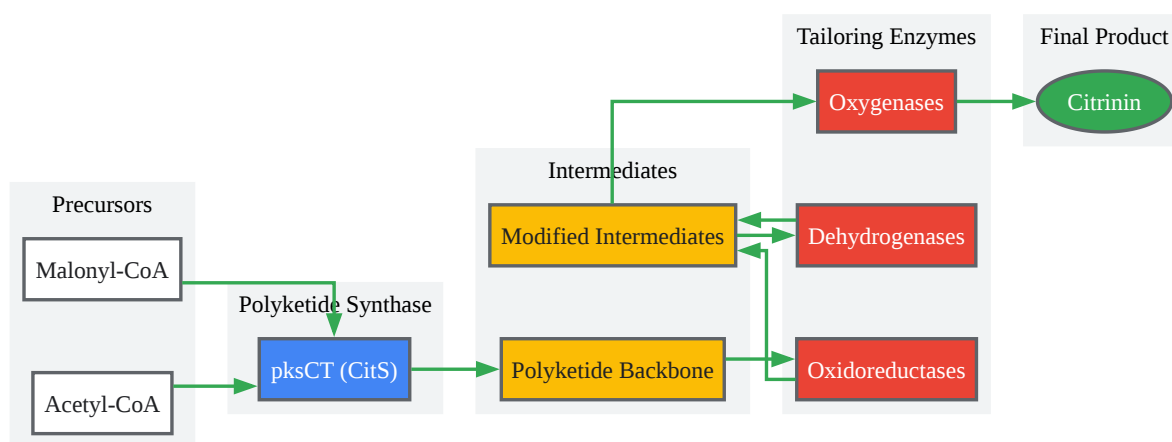 Tailoring Enzymes
Final Product
Oxygenases
Citrinin
Intermediates
Precursors
Modified Intermediates
Dehydrogenases
Malonyl-CoA
Polyketide Synthase
pksCT (CitS)
Polyketide Backbone
Oxidoreductases
Acetyl-CoA